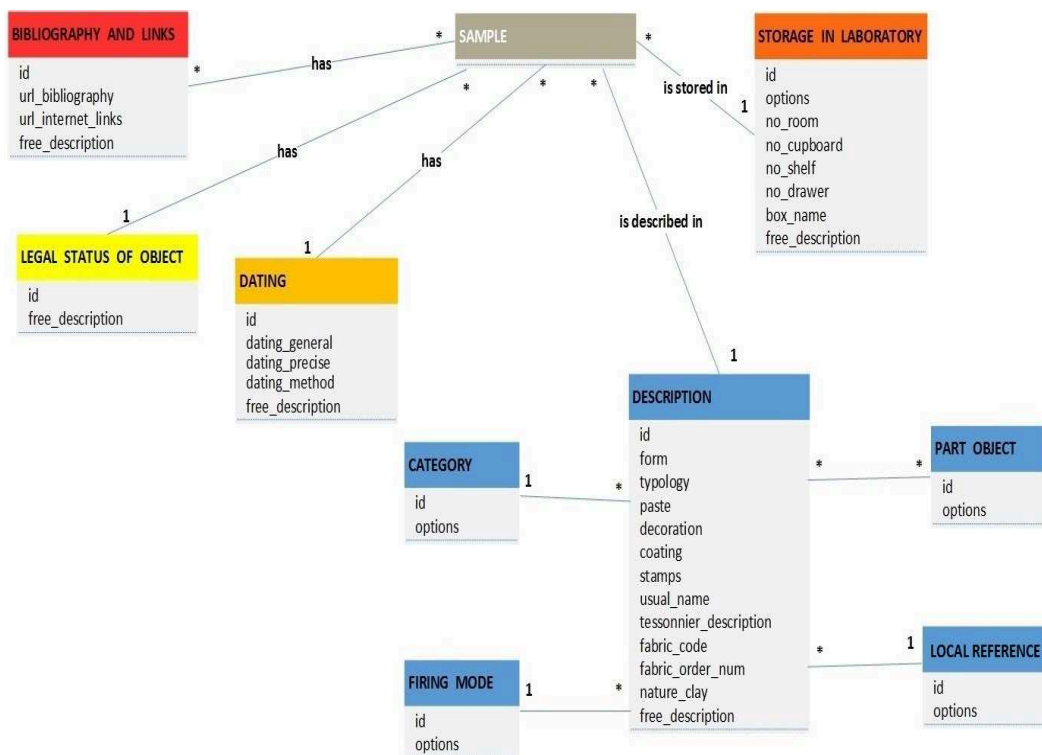 BIBLIOGRAPHY AND LINKS
id
url_bibliography
url_internet_links
free_description
*
has
*
SAMPLE
*
is stored in
1
STORAGE IN LABORATORY
id
options
no_room
no_cupboard
no_shelf
no_drawer
box_name
free_description
*
has
1
LEGAL STATUS OF OBJECT
id
free_description
*
has
1
DATING
id
dating_general
dating_precise
dating_method
free_description
*
is described in
1
DESCRIPTION
id
form
typology
paste
decoration
coating
stamps
usual_name
tessonnier_description
fabric_code
fabric_order_num
nature_clay
free_description
CATEGORY
id
options
1
*
PART OBJECT
id
options
*
*
FIRING MODE
id
options
1
*
LOCAL REFERENCE
id
options
*
1